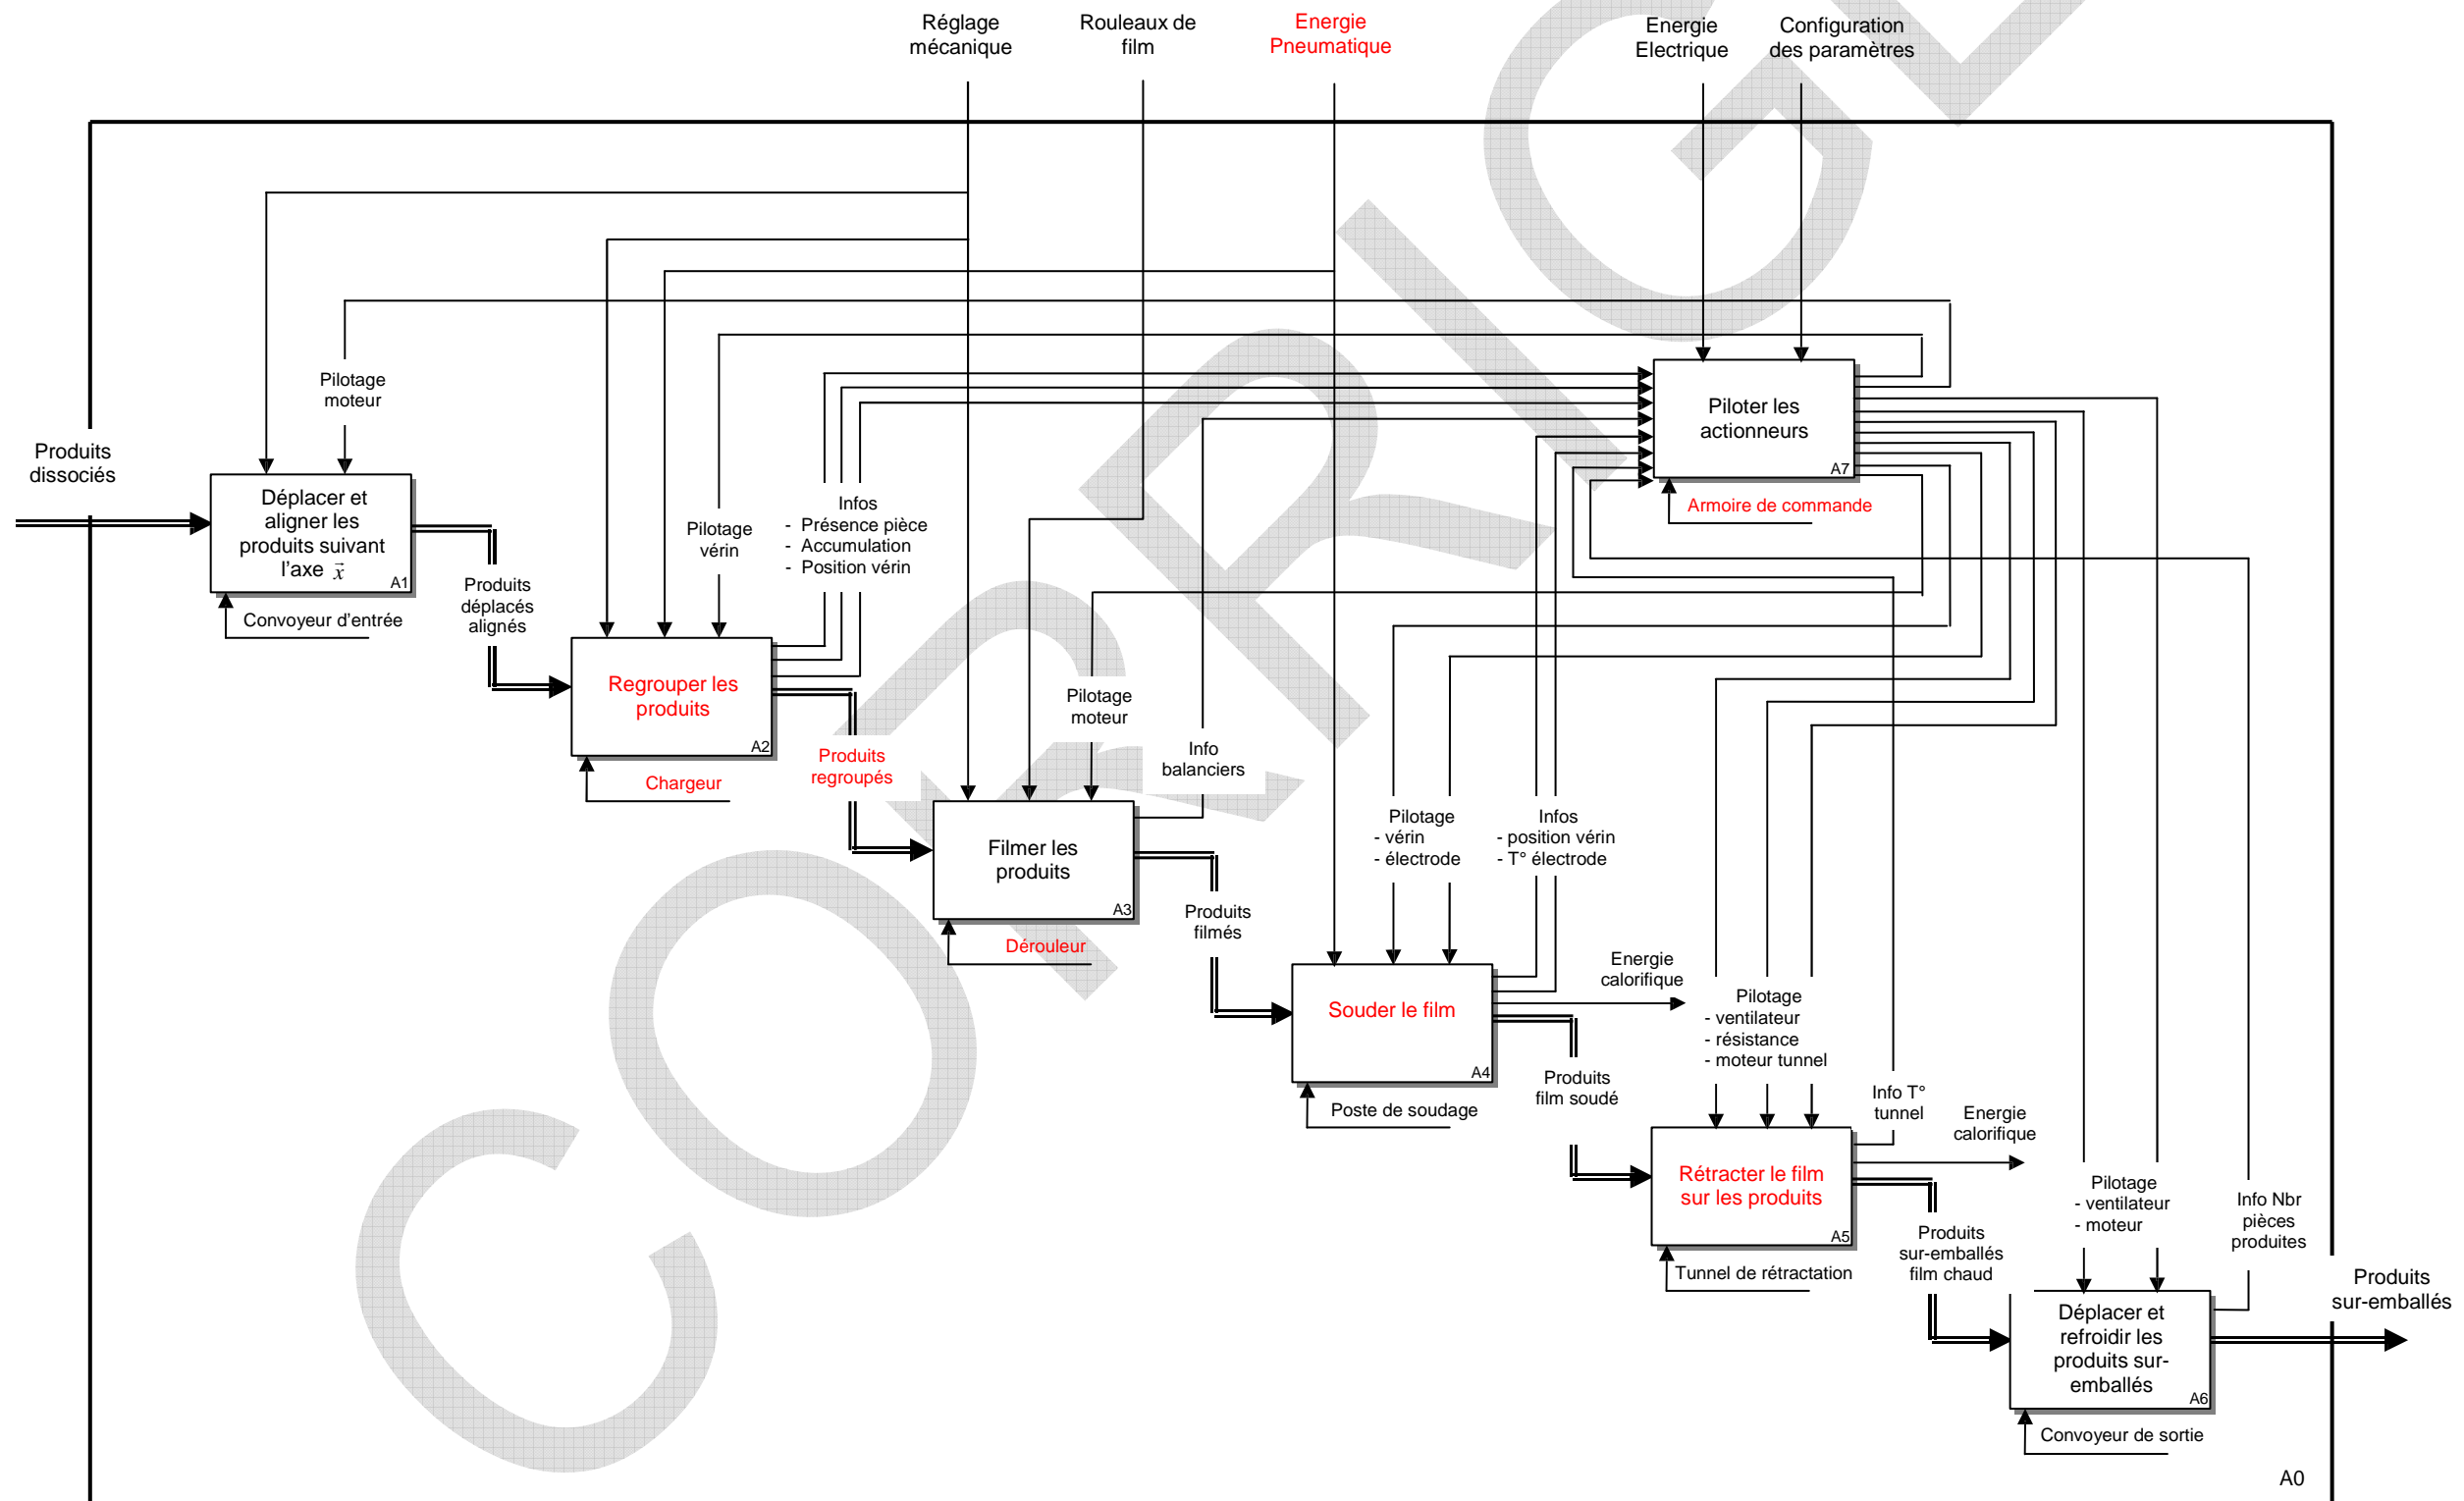 Réglage
mécanique
Rouleaux de
film
Energie
Pneumatique
Energie
Electrique
Configuration
des paramètres
Produits
dissociés
Pilotage
moteur
Déplacer et
aligner les
produits suivant
l'axe x⃗
A1
Convoyeur d'entrée
Produits
déplacés
alignés
Pilotage
vérin
Infos
- Présence pièce
- Accumulation
- Position vérin
Piloter les
actionneurs
A7
Armoire de commande
Regrouper les
produits
A2
Chargeur
Produits
regroupés
Pilotage
moteur
Info
balanciers
Filmer les
produits
A3
Dérouleur
Produits
filmés
Pilotage
- vérin
- électrode
Infos
- position vérin
- T° électrode
Souder le film
A4
Poste de soudage
Energie
calorifique
Produits
film soudé
Pilotage
- ventilateur
- résistance
- moteur tunnel
Info T°
tunnel
Energie
calorifique
Rétracter le film
sur les produits
A5
Tunnel de rétractation
Produits
sur-emballés
film chaud
Pilotage
- ventilateur
- moteur
Info Nbr
pièces
produites
Déplacer et
refroidir les
produits sur-
emballés
A6
Convoyeur de sortie
Produits
sur-emballés
A0
CORRIGE